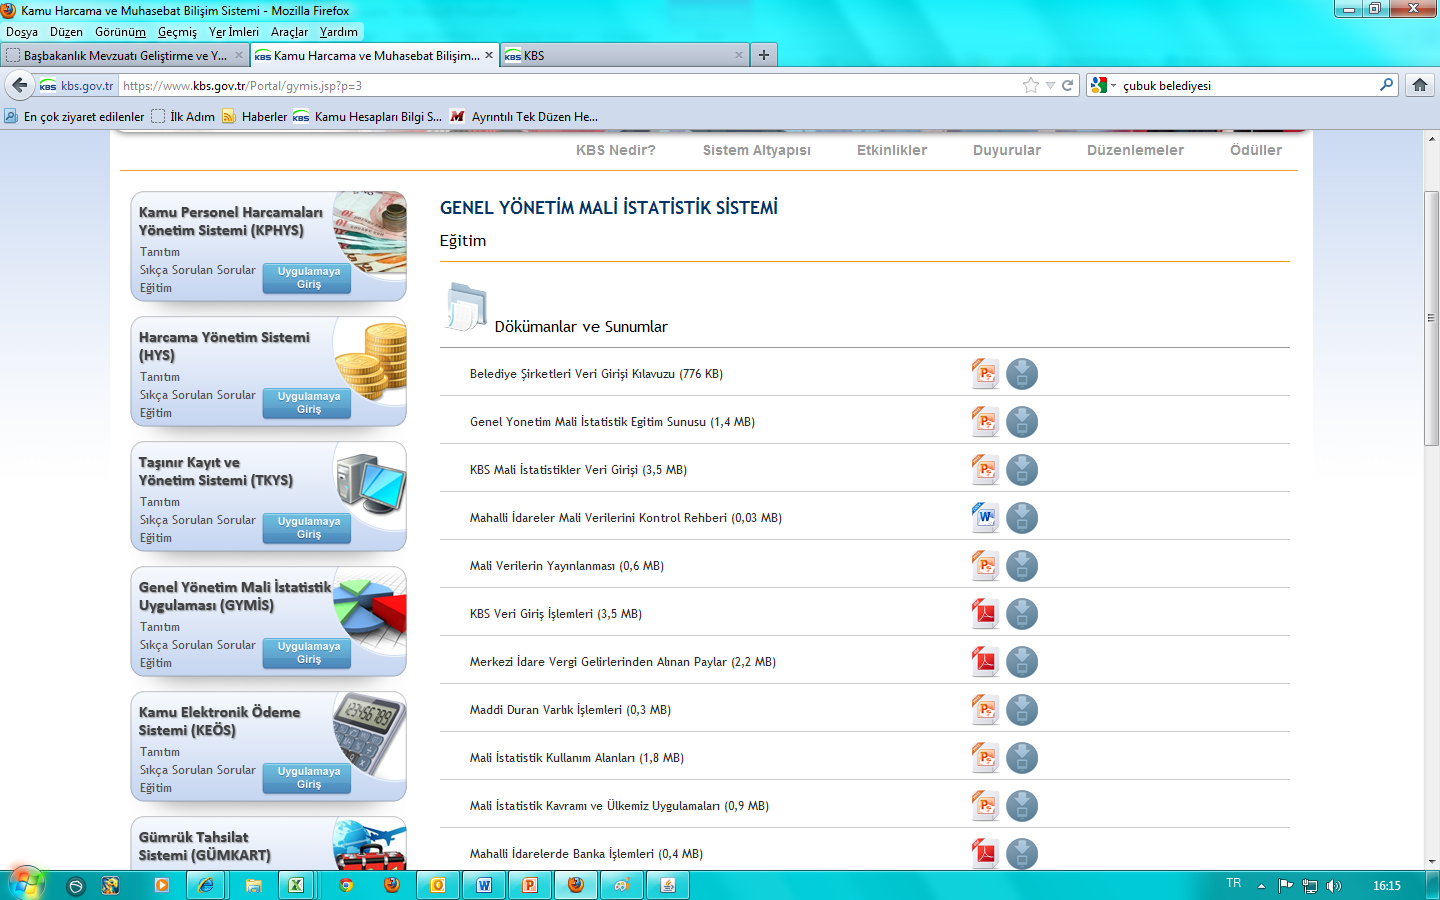 Kamu Harcama ve Muhasebat Bilişim Sistemi - Mozilla Firefox
Dosya Düzen Görünüm Geçmiş Yer İmleri Araçlar Yardım
Başbakanlık Mevzuatı Geliştirme ve Y... KBS Kamu Harcama ve Muhasebat Bilişim... KBS KBS
KBS kbs.gov.tr https://www.kbs.gov.tr/Portal/gymis.jsp?p=3 çubuk belediyesi
En çok ziyaret edilenler İlk Adım Haberler KBS Kamu Hesapları Bilgi S... M Ayrıntılı Tek Düzen He...
KBS Nedir? Sistem Altyapısı Etkinlikler Duyurular Düzenlemeler Ödüller
Kamu Personel Harcamaları
Yönetim Sistemi (KPHYS)
Tanıtım
Sıkça Sorulan Sorular
Eğitim
Uygulamaya
Giriş
Harcama Yönetim Sistemi
(HYS)
Tanıtım
Sıkça Sorulan Sorular
Eğitim
Uygulamaya
Giriş
Taşınır Kayıt ve
Yönetim Sistemi (TKYS)
Tanıtım
Sıkça Sorulan Sorular
Eğitim
Uygulamaya
Giriş
Genel Yönetim Mali İstatistik
Uygulaması (GYMİS)
Tanıtım
Sıkça Sorulan Sorular
Eğitim
Uygulamaya
Giriş
Kamu Elektronik Ödeme
Sistemi (KEÖS)
Tanıtım
Sıkça Sorulan Sorular
Eğitim
Uygulamaya
Giriş
Gümrük Tahsilat
Sistemi (GÜMKART)
GENEL YÖNETİM MALİ İSTATİSTİK SİSTEMİ
Eğitim
Dökümanlar ve Sunumlar
Belediye Şirketleri Veri Girişi Kılavuzu (776 KB)
Genel Yonetim Mali İstatistik Egitim Sunusu (1,4 MB)
KBS Mali İstatistikler Veri Girişi (3,5 MB)
Mahalli İdareler Mali Verilerini Kontrol Rehberi (0,03 MB)
Mali Verilerin Yayınlanması (0,6 MB)
KBS Veri Giriş İşlemleri (3,5 MB)
Merkezi İdare Vergi Gelirlerinden Alınan Paylar (2,2 MB)
Maddi Duran Varlık İşlemleri (0,3 MB)
Mali İstatistik Kullanım Alanları (1,8 MB)
Mali İstatistik Kavramı ve Ülkemiz Uygulamaları (0,9 MB)
Mahalli İdarelerde Banka İşlemleri (0,4 MB)
TR 16:15